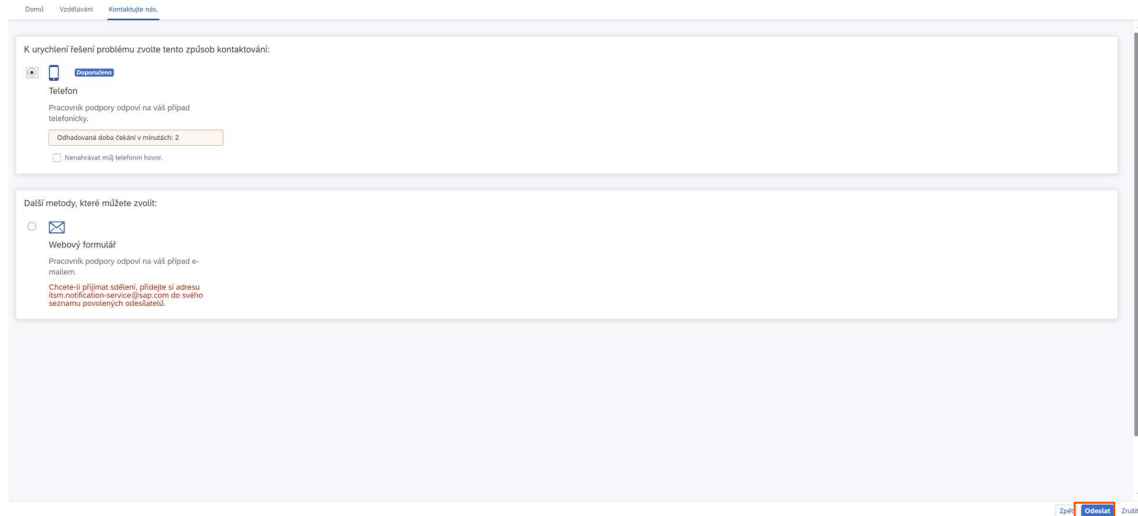 Domů Vzdělávání Kontaktujte nás,
K urychlení řešení problému zvolte tento způsob kontaktování:
Doporučeno
Telefon
Pracovník podpory odpoví na váš případ
telefonicky.
Odhadovaná doba čekání v minutách: 2
Nenahrávat můj telefonní hovor.
Další metody, které můžete zvolit:
Webový formulář
Pracovník podpory odpoví na váš případ e-
mailem.
Chcete-li přijímat sdělení, přidejte si adresu
itsm.notification-service@sap.com do svého
seznamu povolených odesílatelů.
Zpět Odeslat Zrušit